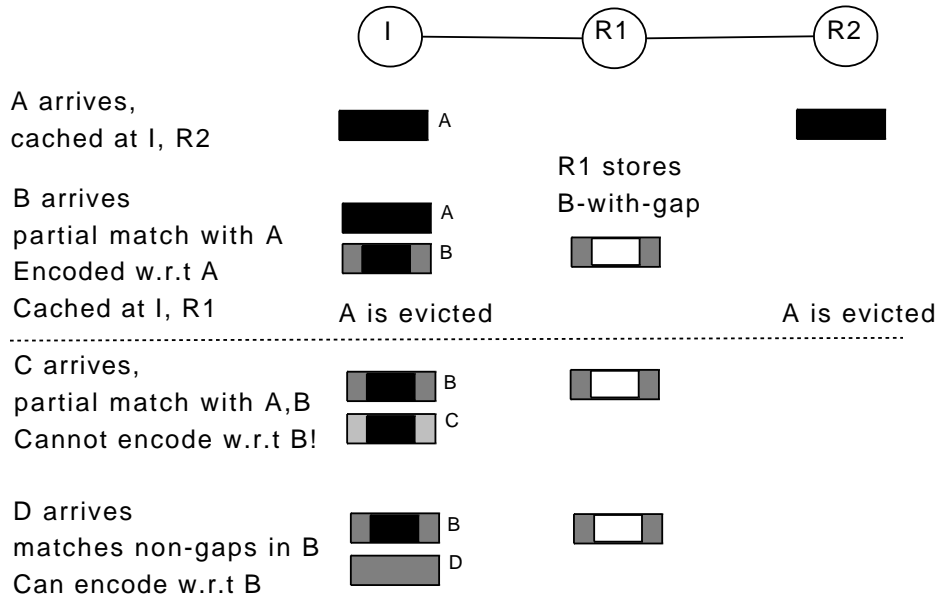 I
R1
R2
A arrives,
cached at I, R2
A
R1 stores
B-with-gap
B arrives
partial match with A
Encoded w.r.t A
Cached at I, R1
A
B
A is evicted
A is evicted
C arrives,
partial match with A,B
Cannot encode w.r.t B!
B
C
D arrives
matches non-gaps in B
Can encode w.r.t B
B
D